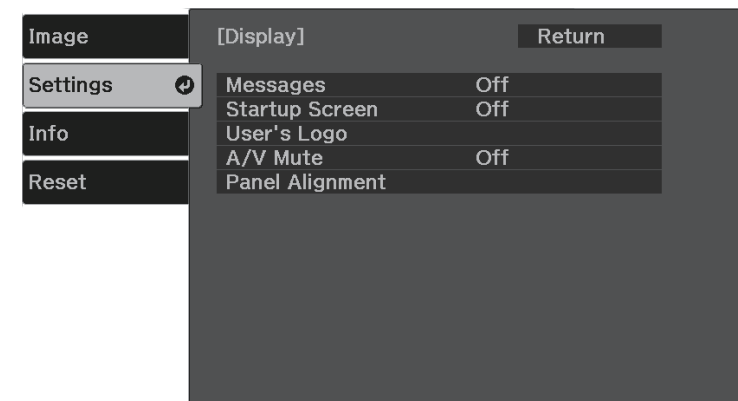 Image
Settings
Info
Reset
[Display]
Return
Messages Off
Startup Screen Off
User's Logo
A/V Mute Off
Panel Alignment